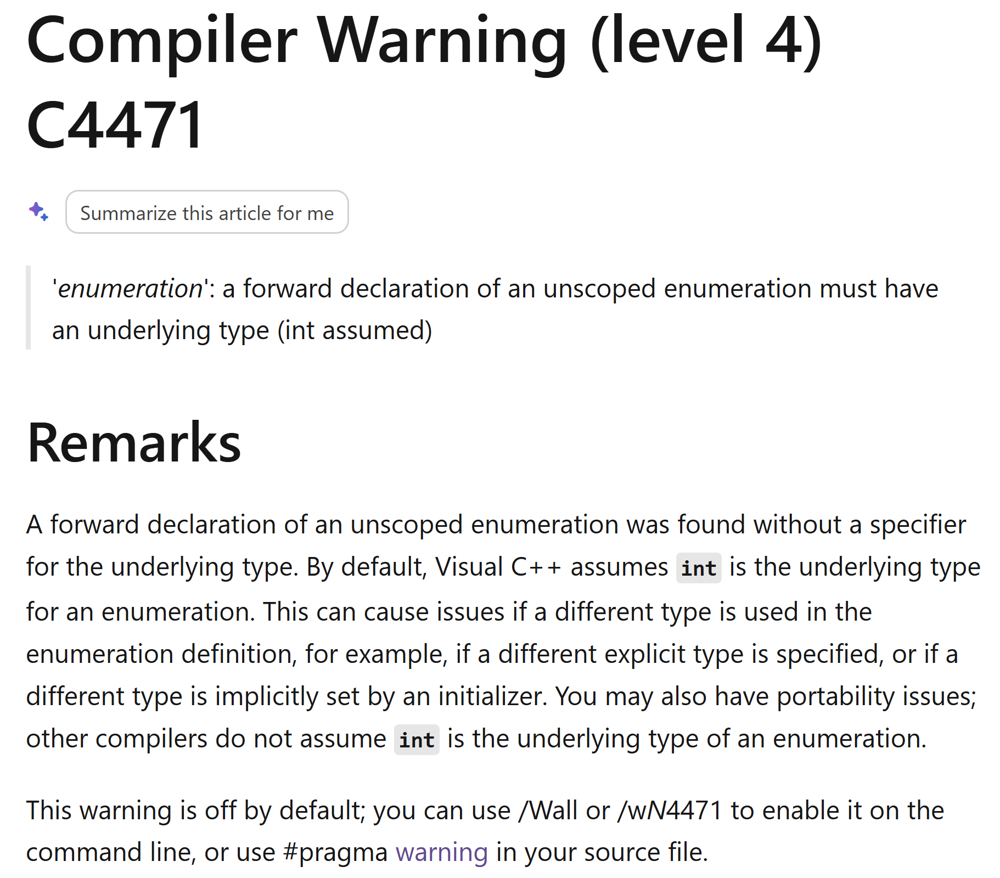 Compiler Warning (level 4)
C4471
Summarize this article for me
'enumeration': a forward declaration of an unscoped enumeration must have
an underlying type (int assumed)
Remarks
A forward declaration of an unscoped enumeration was found without a specifier
for the underlying type. By default, Visual C++ assumes int is the underlying type
for an enumeration. This can cause issues if a different type is used in the
enumeration definition, for example, if a different explicit type is specified, or if a
different type is implicitly set by an initializer. You may also have portability issues;
other compilers do not assume int is the underlying type of an enumeration.
This warning is off by default; you can use /Wall or /wN4471 to enable it on the
command line, or use #pragma warning in your source file.